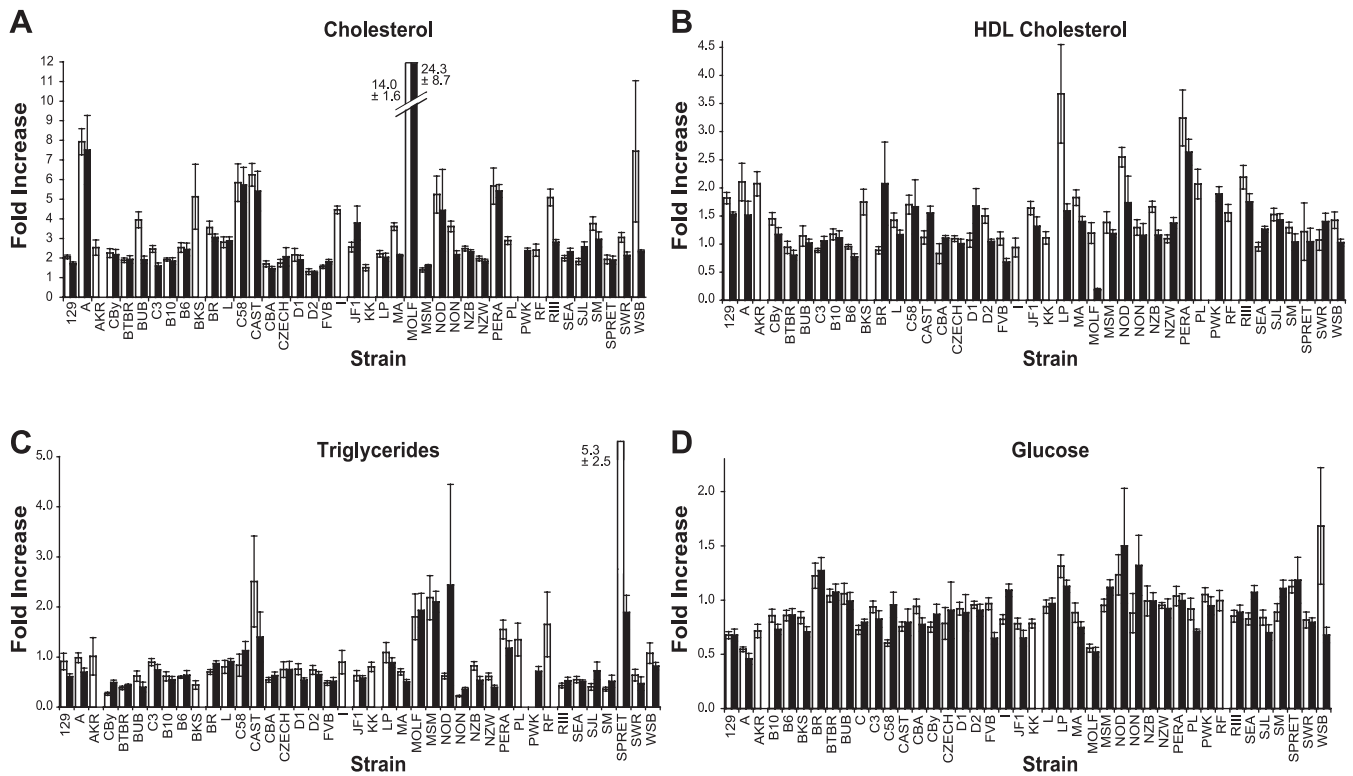 A
Cholesterol
Fold Increase
12
11
10
9
8
7
6
5
4
3
2
1
0
14.0
± 1.6
24.3
± 8.7
129
A
AKR
CBy
BTBR
BUB
C3
B10
B6
BKS
BR
L
C58
CAST
CBA
CZECH
D1
D2
FVB
I
JF1
KK
LP
MA
MOLF
MSM
NOD
NON
NZB
NZW
PERA
PL
PWK
RF
RIII
SEA
SJL
SM
SPRET
SWR
WSB
Strain
B
HDL Cholesterol
Fold Increase
4.5
4.0
3.5
3.0
2.5
2.0
1.5
1.0
0.5
0.0
129
A
AKR
CBy
BTBR
BUB
C3
B10
B6
BKS
BR
L
C58
CAST
CBA
CZECH
D1
D2
FVB
I
JF1
KK
LP
MA
MOLF
MSM
NOD
NON
NZB
NZW
PERA
PL
PWK
RF
RIII
SEA
SJL
SM
SPRET
SWR
WSB
Strain
C
Triglycerides
Fold Increase
5.0
4.0
3.0
2.0
1.0
0.0
5.3
± 2.5
129
A
AKR
CBy
BTBR
BUB
C3
B10
B6
BKS
BR
L
C58
CAST
CBA
CZECH
D1
D2
FVB
I
JF1
KK
LP
MA
MOLF
MSM
NOD
NON
NZB
NZW
PERA
PL
PWK
RF
RIII
SEA
SJL
SM
SPRET
SWR
WSB
Strain
D
Glucose
Fold Increase
2.0
1.5
1.0
0.5
0.0
129
A
AKR
B10
B6
BKS
BR
BTBR
BUB
C
C3
C58
CAST
CBA
CBy
CZECH
D1
D2
FVB
I
JF1
KK
L
LP
MA
MOLF
MSM
NOD
NON
NZB
NZW
PERA
PL
PWK
RF
RIII
SEA
SJL
SM
SPRET
SWR
WSB
Strain